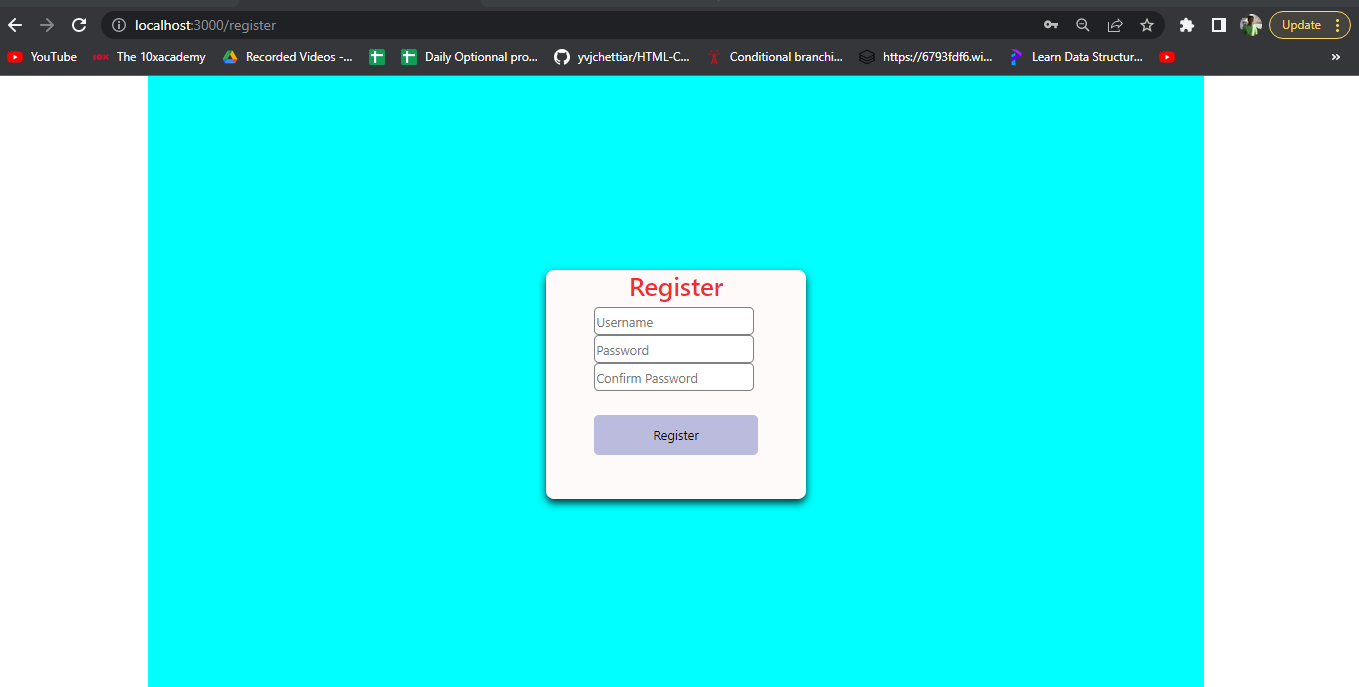 localhost:3000/register
Update
YouTube
The 10xacademy
Recorded Videos -...
Daily Optionnal pro...
yvjchettiar/HTML-C...
Conditional branchi...
https://6793fdf6.wi...
Learn Data Structur...
»
Register
Username
Password
Confirm Password
Register